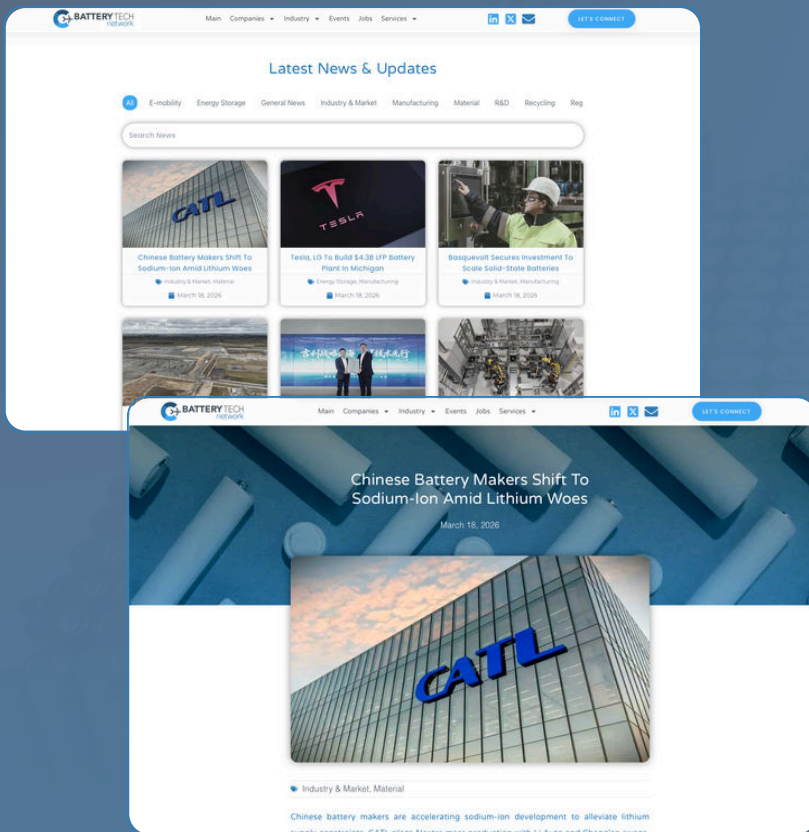 BATTERY TECH
network
Main Companies Industry Events Jobs Services
LET'S CONNECT
Latest News & Updates
All E-mobility Energy Storage General News Industry & Market Manufacturing Material R&D Recycling Reg
Search News
CATL
TESLA
Chinese Battery Makers Shift To
Sodium-Ion Amid Lithium Woes
Industry & Market, Material
March 18, 2026
Tesla, LG To Build $4.3B LFP Battery
Plant In Michigan
Energy Storage, Manufacturing
March 18, 2026
Basquevolt Secures Investment To
Scale Solid-State Batteries
Industry & Market, Manufacturing
March 18, 2026
BATTERY TECH
network
Main Companies Industry Events Jobs Services
LET'S CONNECT
Chinese Battery Makers Shift To
Sodium-Ion Amid Lithium Woes
March 18, 2026
CATL
Industry & Market, Material
Chinese battery makers are accelerating sodium-ion development to alleviate lithium